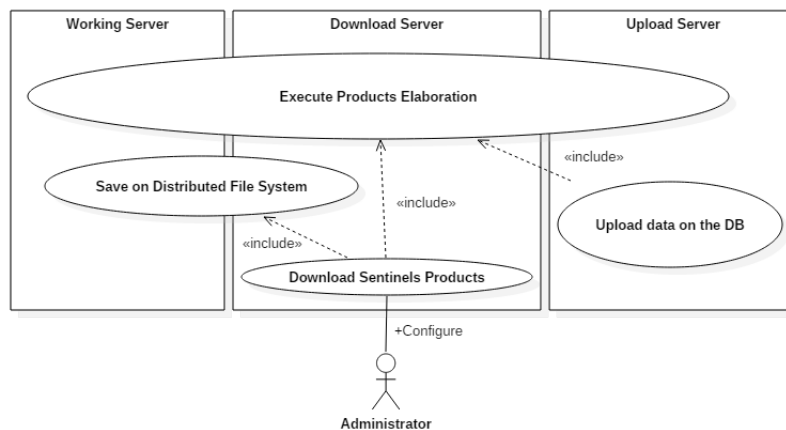 Working Server
Download Server
Upload Server
Execute Products Elaboration
«include»
Save on Distributed File System
«include»
Upload data on the DB
«include»
Download Sentinels Products
+Configure
Administrator